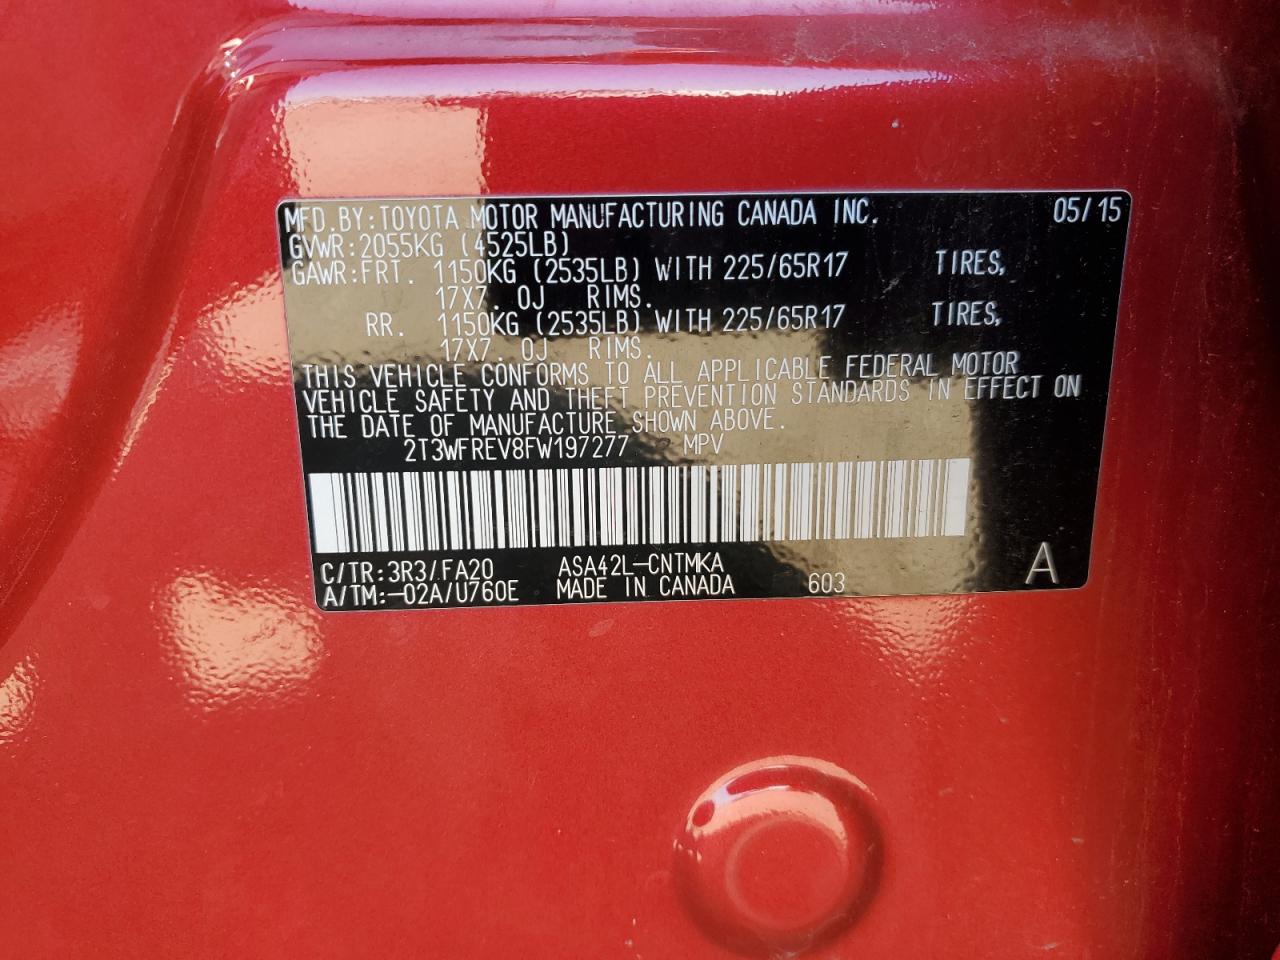 MFD.BY:TOYOTA MOTOR MANUFACTURING CANADA INC. 05/15
GVWR:2055KG (4525LB)
GAWR:FRT. 1150KG (2535LB) WITH 225/65R17 TIRES,
17X7.0J RIMS.
RR. 1150KG (2535LB) WITH 225/65R17 TIRES,
17X7.0J RIMS.
THIS VEHICLE CONFORMS TO ALL APPLICABLE FEDERAL MOTOR
VEHICLE SAFETY AND THEFT PREVENTION STANDARDS IN EFFECT ON
THE DATE OF MANUFACTURE SHOWN ABOVE.
2T3WFREV8FW197277 MPV
C/TR:3R3/FA20 ASA42L-CNTMKA
A/TM:-02A/U760E MADE IN CANADA 603 A